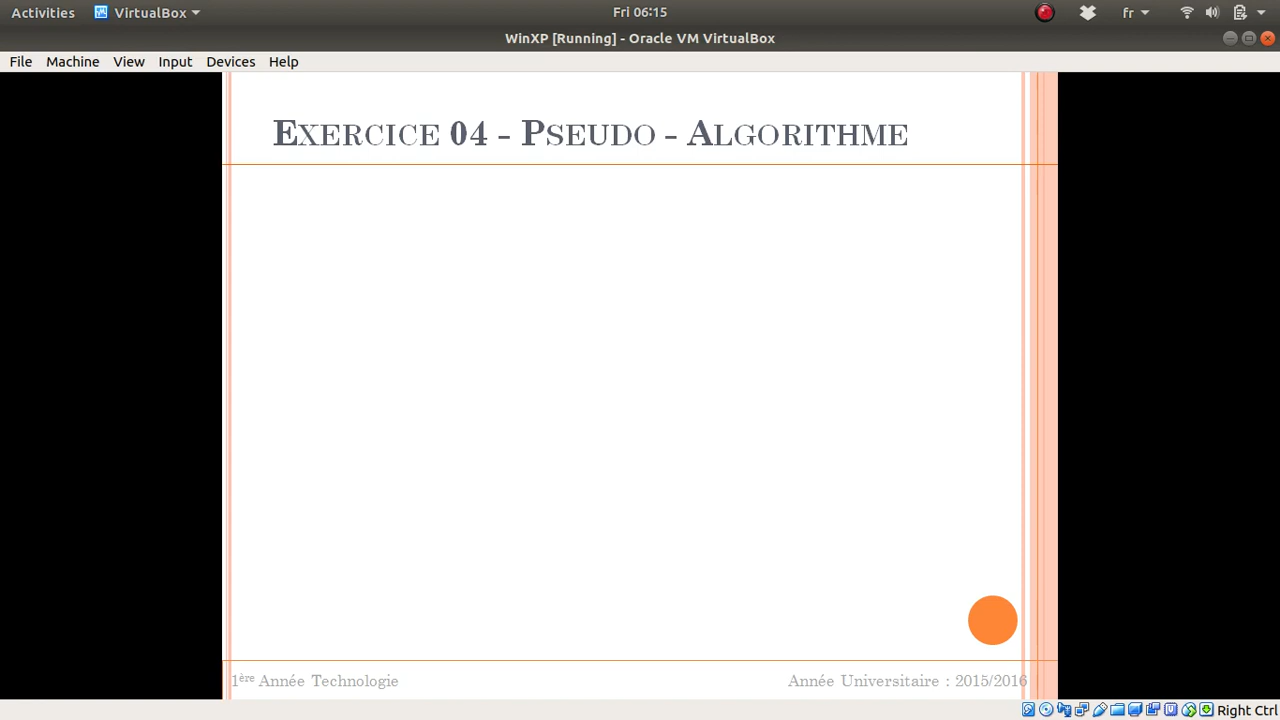 Activities VirtualBox Fri 06:15 fr
WinXP [Running] - Oracle VM VirtualBox
File Machine View Input Devices Help
Exercice 04 - Pseudo - Algorithme
1ère Année Technologie Année Universitaire : 2015/2016
Right Ctrl